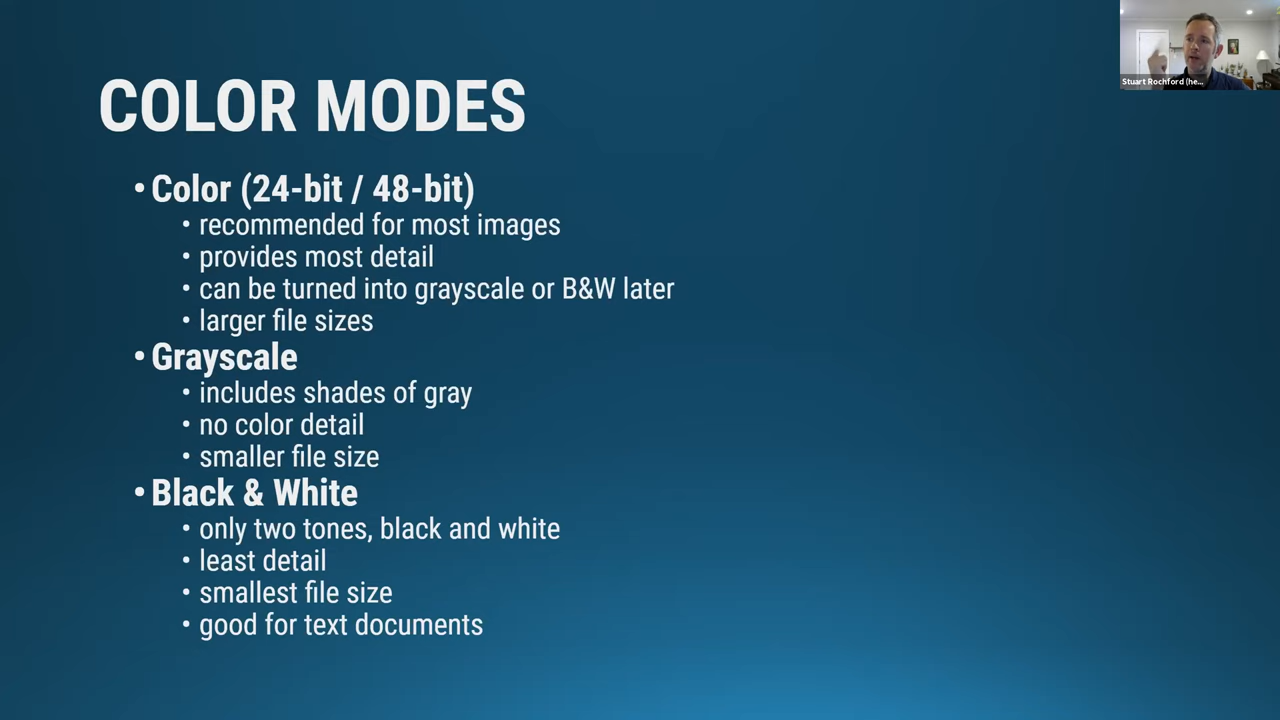 COLOR MODES
• Color (24-bit / 48-bit)
• recommended for most images
• provides most detail
• can be turned into grayscale or B&W later
• larger file sizes
• Grayscale
• includes shades of gray
• no color detail
• smaller file size
• Black & White
• only two tones, black and white
• least detail
• smallest file size
• good for text documents
Stuart Rochford (he...